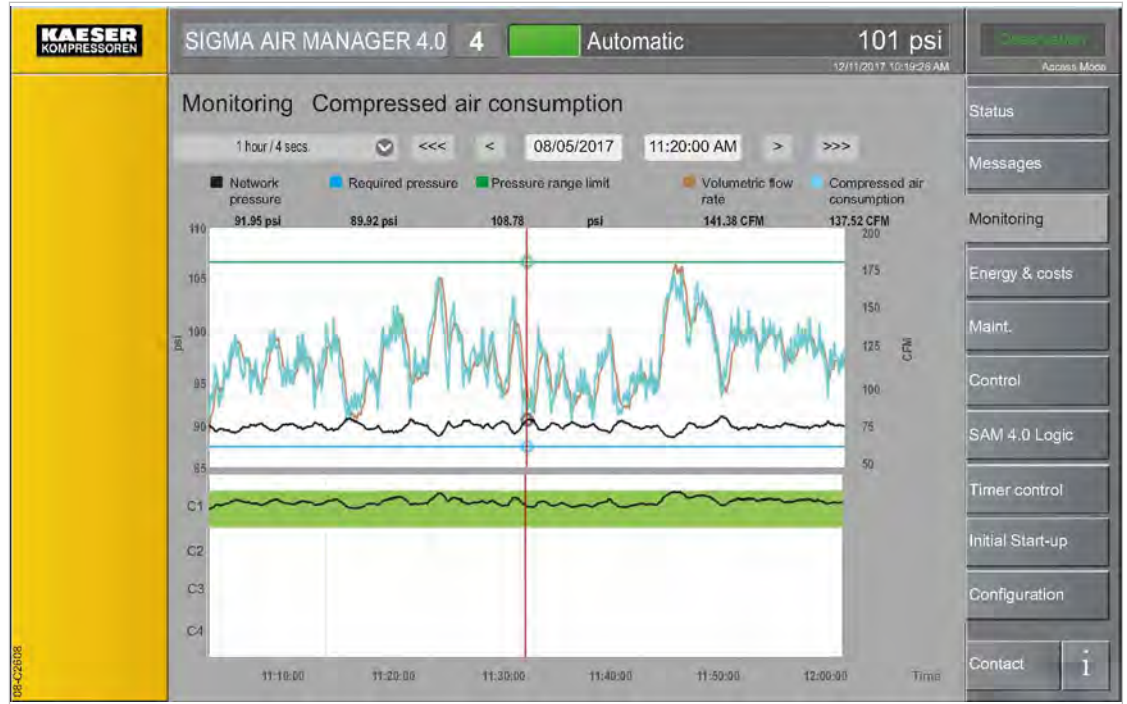 KAESER
KOMPRESSOREN
SIGMA AIR MANAGER 4.0 4 Automatic 101 psi
12/11/2017 10:19:26 AM
Access Mode
Monitoring Compressed air consumption
1 hour / 4 secs. <<< < 08/05/2017 11:20:00 AM > >>>
Network pressure
Required pressure
Pressure range limit
Volumetric flow rate
Compressed air consumption
91.95 psi 89.92 psi 108.78 psi 141.38 CFM 137.52 CFM
110
105
100
95
90
85
psi
200
175
150
125
100
75
50
CFM
C1
C2
C3
C4
11:10:00 11:20:00 11:30:00 11:40:00 11:50:00 12:00:00 Time
Status
Messages
Monitoring
Energy & costs
Maint.
Control
SAM 4.0 Logic
Timer control
Initial Start-up
Configuration
Contact i
08-C2608